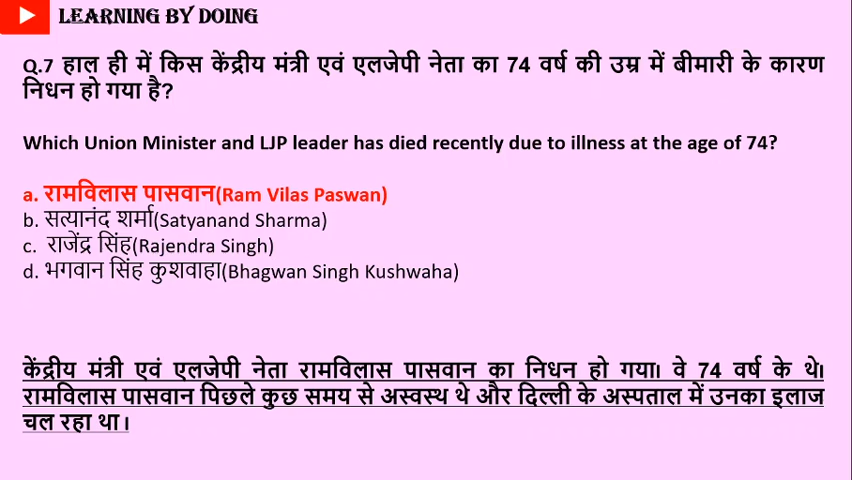 LEARNING BY DOING
Q.7 हाल ही में किस केंद्रीय मंत्री एवं एलजेपी नेता का 74 वर्ष की उम्र में बीमारी के कारण
निधन हो गया है?
Which Union Minister and LJP leader has died recently due to illness at the age of 74?
a. रामविलास पासवान(Ram Vilas Paswan)
b. सत्यानंद शर्मा(Satyanand Sharma)
c. राजेंद्र सिंह(Rajendra Singh)
d. भगवान सिंह कुशवाहा(Bhagwan Singh Kushwaha)
केंद्रीय मंत्री एवं एलजेपी नेता रामविलास पासवान का निधन हो गया। वे 74 वर्ष के थे।
रामविलास पासवान पिछले कुछ समय से अस्वस्थ थे और दिल्ली के अस्पताल में उनका इलाज
चल रहा था।